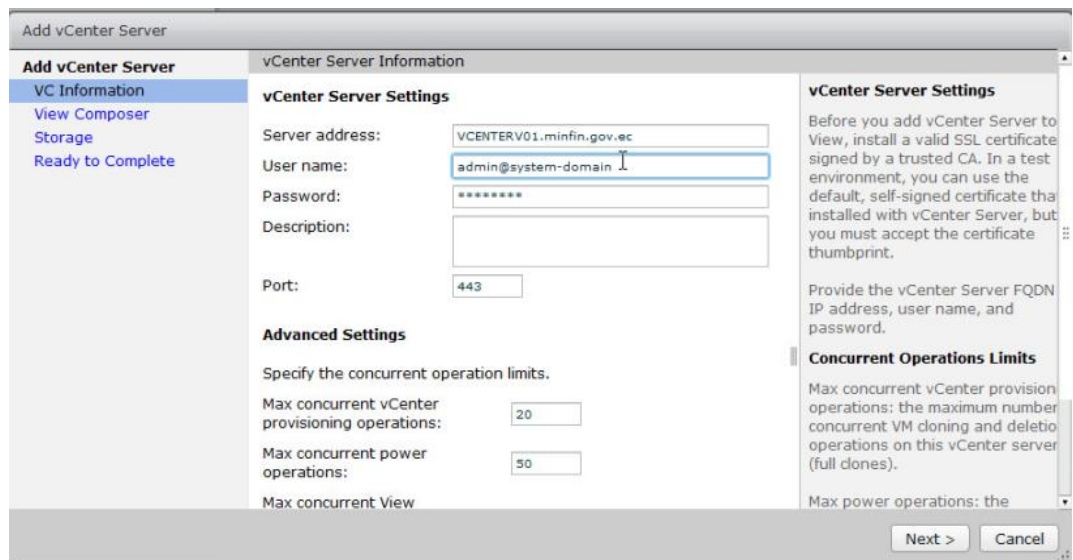 Add vCenter Server
Add vCenter Server
VC Information
View Composer
Storage
Ready to Complete
vCenter Server Information
vCenter Server Settings
Server address:
VCENTERV01.minfin.gov.ec
User name:
admin@system-domain
Password:
********
Description:
Port:
443
Advanced Settings
Specify the concurrent operation limits.
Max concurrent vCenter
provisioning operations:
20
Max concurrent power
operations:
50
Max concurrent View
vCenter Server Settings
Before you add vCenter Server to
View, install a valid SSL certificate
signed by a trusted CA. In a test
environment, you can use the
default, self-signed certificate tha
installed with vCenter Server, but
you must accept the certificate
thumbprint.
Provide the vCenter Server FQDN
IP address, user name, and
password.
Concurrent Operations Limits
Max concurrent vCenter provision
operations: the maximum number
concurrent VM cloning and deletio
operations on this vCenter server
(full clones).
Max power operations: the
Next >
Cancel